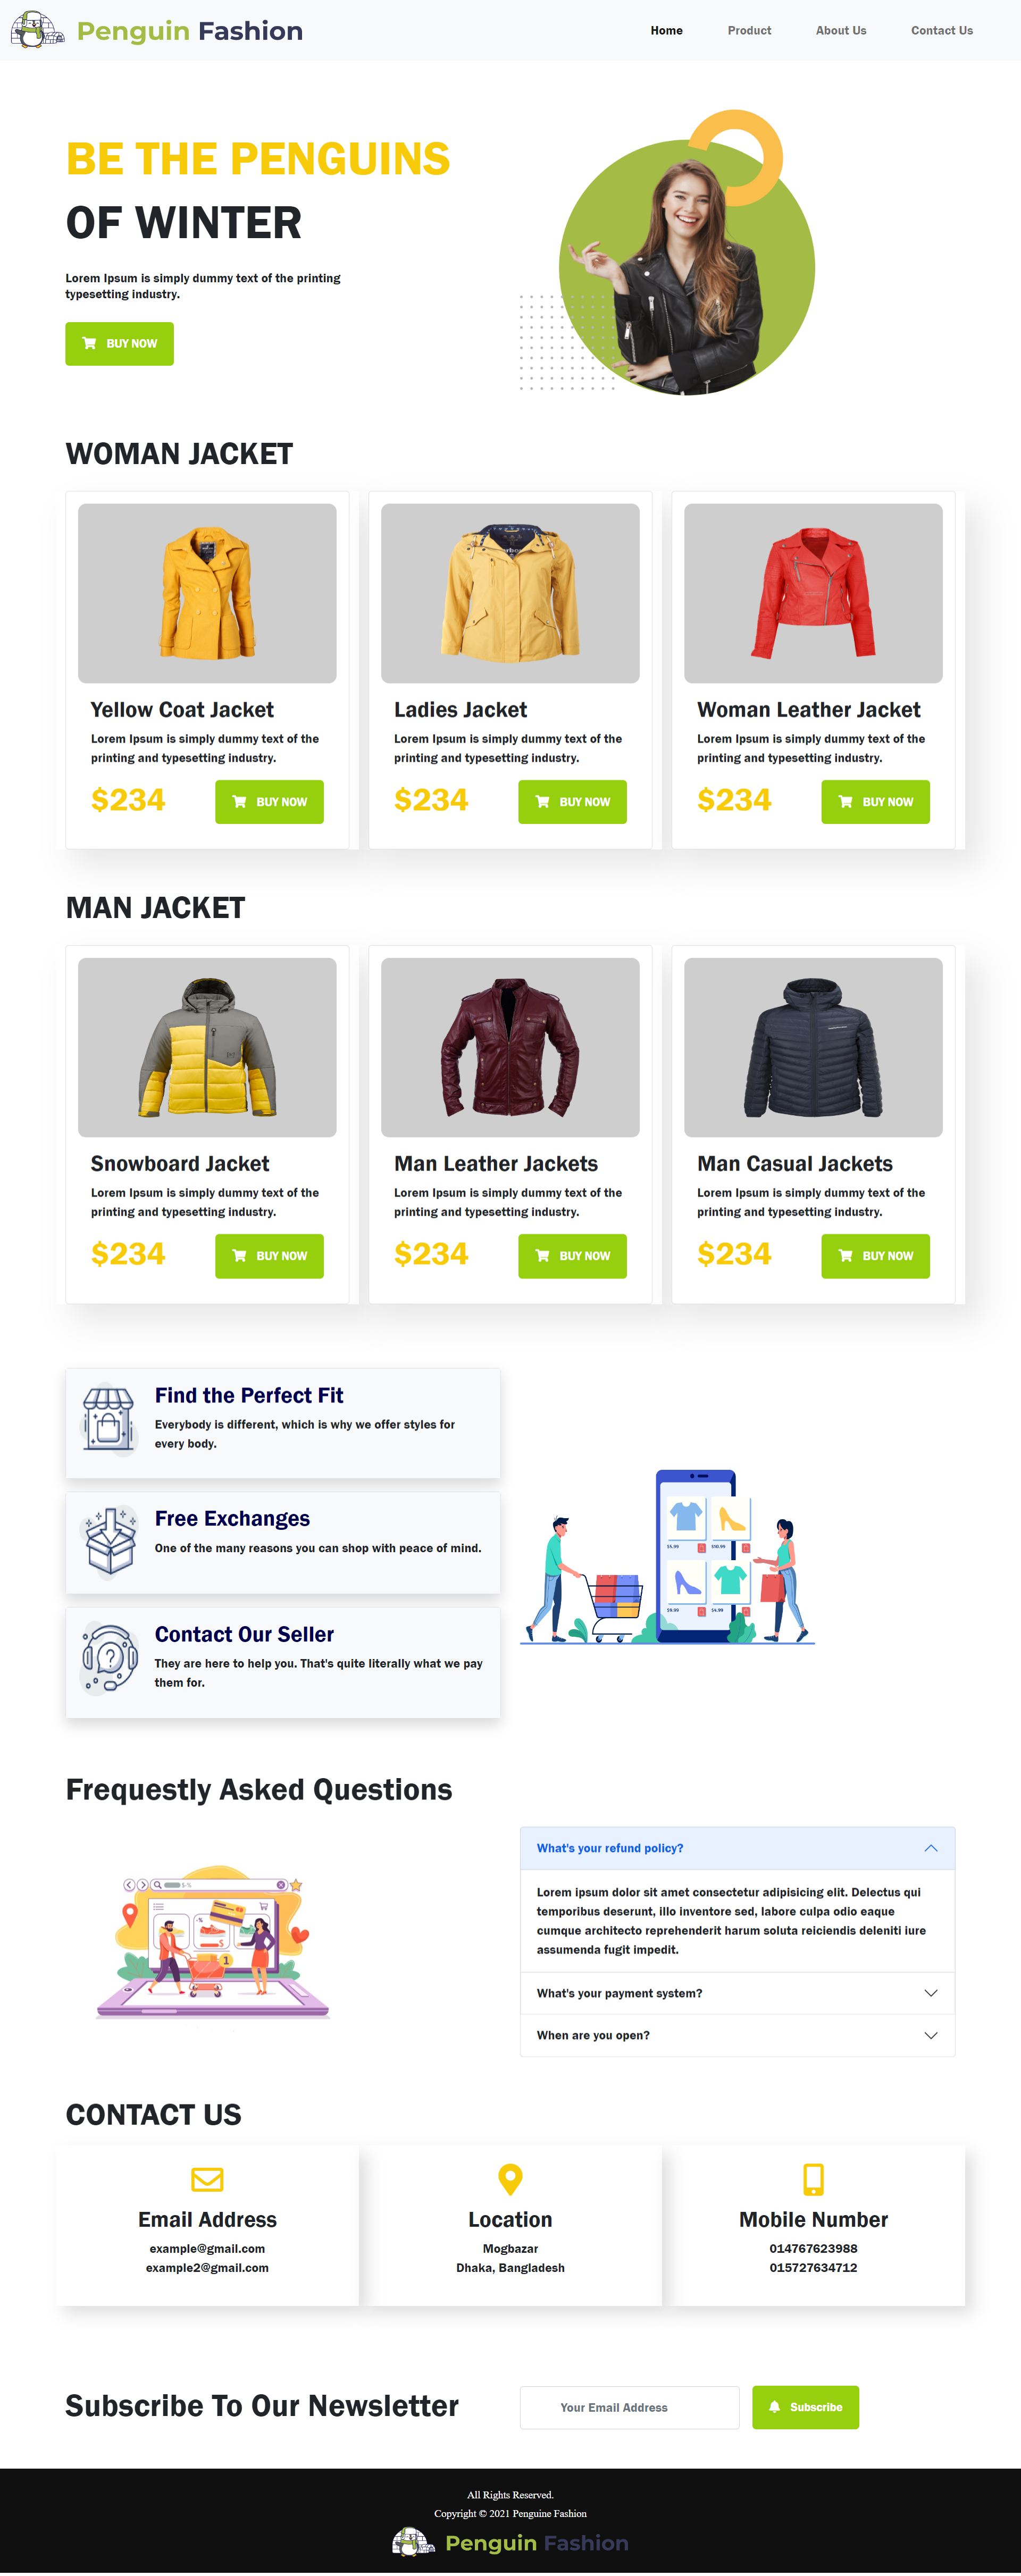 Penguin Fashion
Home Product About Us Contact Us
BE THE PENGUINS
OF WINTER
Lorem Ipsum is simply dummy text of the printing
typesetting industry.
BUY NOW
WOMAN JACKET
Yellow Coat Jacket
Lorem Ipsum is simply dummy text of the
printing and typesetting industry.
$234 BUY NOW
Ladies Jacket
Lorem Ipsum is simply dummy text of the
printing and typesetting industry.
$234 BUY NOW
Woman Leather Jacket
Lorem Ipsum is simply dummy text of the
printing and typesetting industry.
$234 BUY NOW
MAN JACKET
Snowboard Jacket
Lorem Ipsum is simply dummy text of the
printing and typesetting industry.
$234 BUY NOW
Man Leather Jackets
Lorem Ipsum is simply dummy text of the
printing and typesetting industry.
$234 BUY NOW
Man Casual Jackets
Lorem Ipsum is simply dummy text of the
printing and typesetting industry.
$234 BUY NOW
Find the Perfect Fit
Everybody is different, which is why we offer styles for
every body.
Free Exchanges
One of the many reasons you can shop with peace of mind.
Contact Our Seller
They are here to help you. That's quite literally what we pay
them for.
$5.99 $10.99
$9.99 $4.99
Frequestly Asked Questions
1
What's your refund policy?
Lorem ipsum dolor sit amet consectetur adipisicing elit. Delectus qui
temporibus deserunt, illo inventore sed, labore culpa odio eaque
cumque architecto reprehenderit harum soluta reiciendis deleniti iure
assumenda fugit impedit.
What's your payment system?
When are you open?
CONTACT US
Email Address
example@gmail.com
example2@gmail.com
Location
Mogbazar
Dhaka, Bangladesh
Mobile Number
014767623988
015727634712
Subscribe To Our Newsletter
Your Email Address
Subscribe
All Rights Reserved.
Copyright © 2021 Penguine Fashion
Penguin Fashion